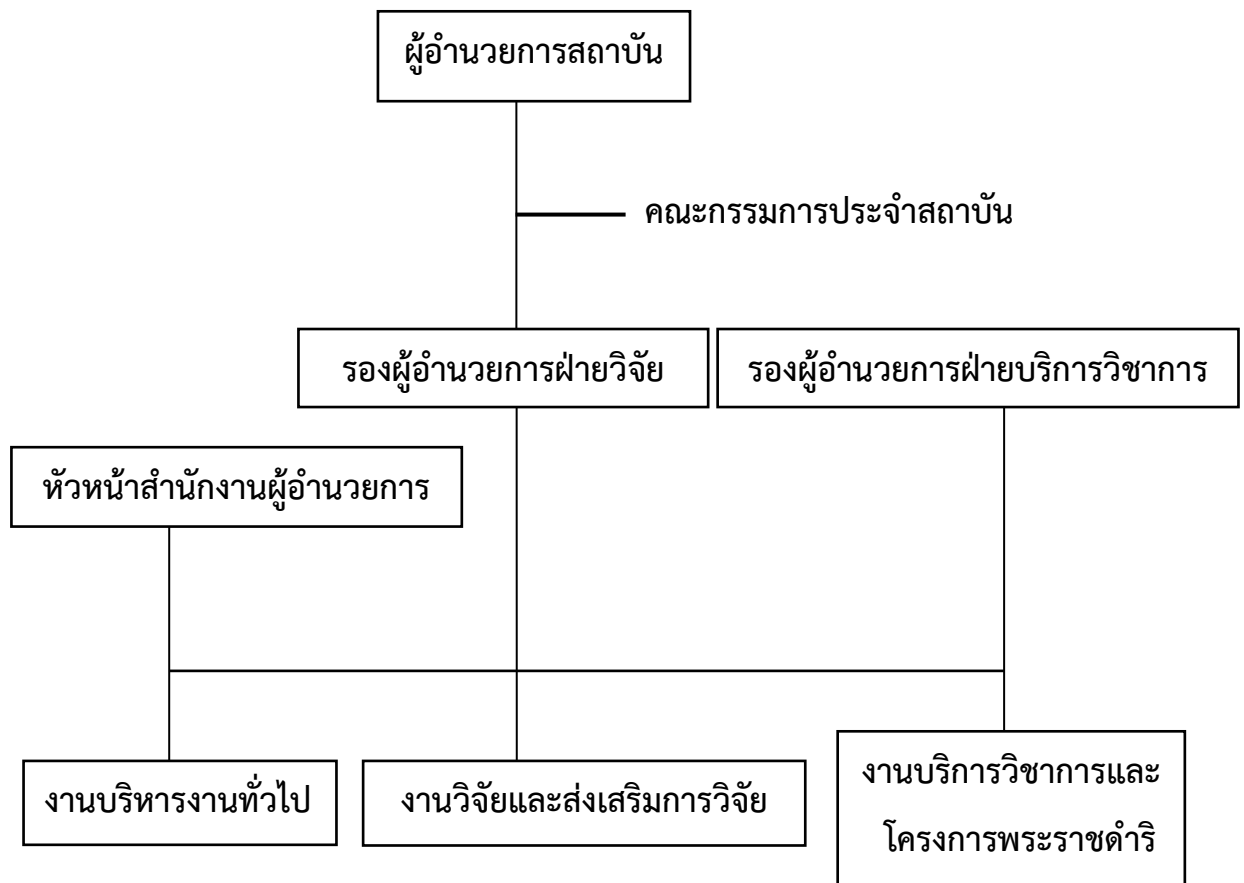 ผู้อำนวยการสถาบัน
คณะกรรมการประจำสถาบัน
รองผู้อำนวยการฝ่ายวิจัย
รองผู้อำนวยการฝ่ายบริการวิชาการ
หัวหน้าสำนักงานผู้อำนวยการ
งานบริหารงานทั่วไป
งานวิจัยและส่งเสริมการวิจัย
งานบริการวิชาการและ
โครงการพระราชดำริ